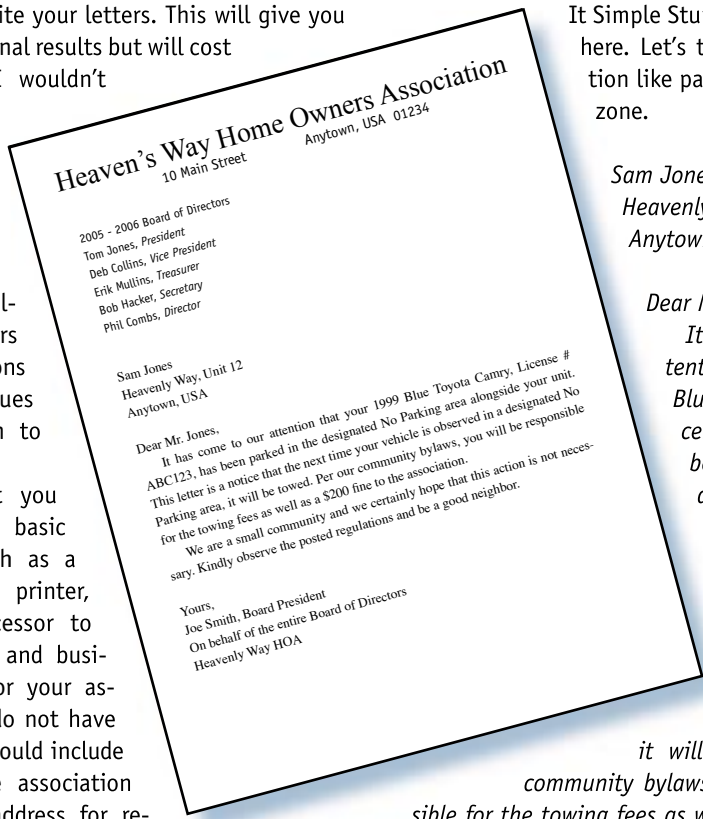 ite your letters. This will give you
nal results but will cost
I wouldn't
l-
rs
ons
ues
n to
t you
basic
h as a
printer,
cessor to
and busi-
or your as-
do not have
ould include
e association
address for re-
Heaven's Way Home Owners Association
10 Main Street Anytown, USA 01234
2005 - 2006 Board of Directors
Tom Jones, President
Deb Collins, Vice President
Erik Mullins, Treasurer
Bob Hacker, Secretary
Phil Combs, Director
Sam Jones
Heavenly Way, Unit 12
Anytown, USA
Dear Mr. Jones,
It has come to our attention that your 1999 Blue Toyota Camry, License #
ABC123, has been parked in the designated No Parking area alongside your unit.
This letter is a notice that the next time your vehicle is observed in a designated No
Parking area, it will be towed. Per our community bylaws, you will be responsible
for the towing fees as well as a $200 fine to the association.
We are a small community and we certainly hope that this action is not neces-
sary. Kindly observe the posted regulations and be a good neighbor.
Yours,
Joe Smith, Board President
On behalf of the entire Board of Directors
Heavenly Way HOA
It Simple Stu
here. Let's t
tion like pa
zone.
Sam Jone
Heavenly
Anytow
Dear
It
tent
Blu
ce
b
it will
community bylaws
sible for the towing fees as w